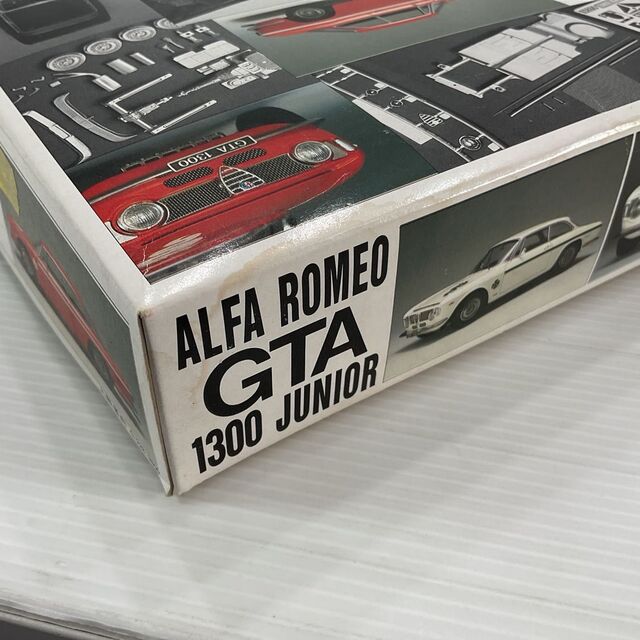 GTA 1300
ALFA ROMEO
GTA
1300 JUNIOR